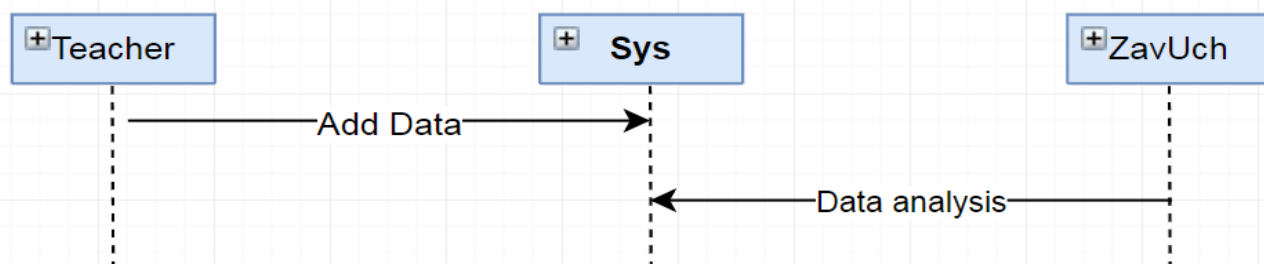 Teacher
Sys
ZavUch
Add Data
Data analysis